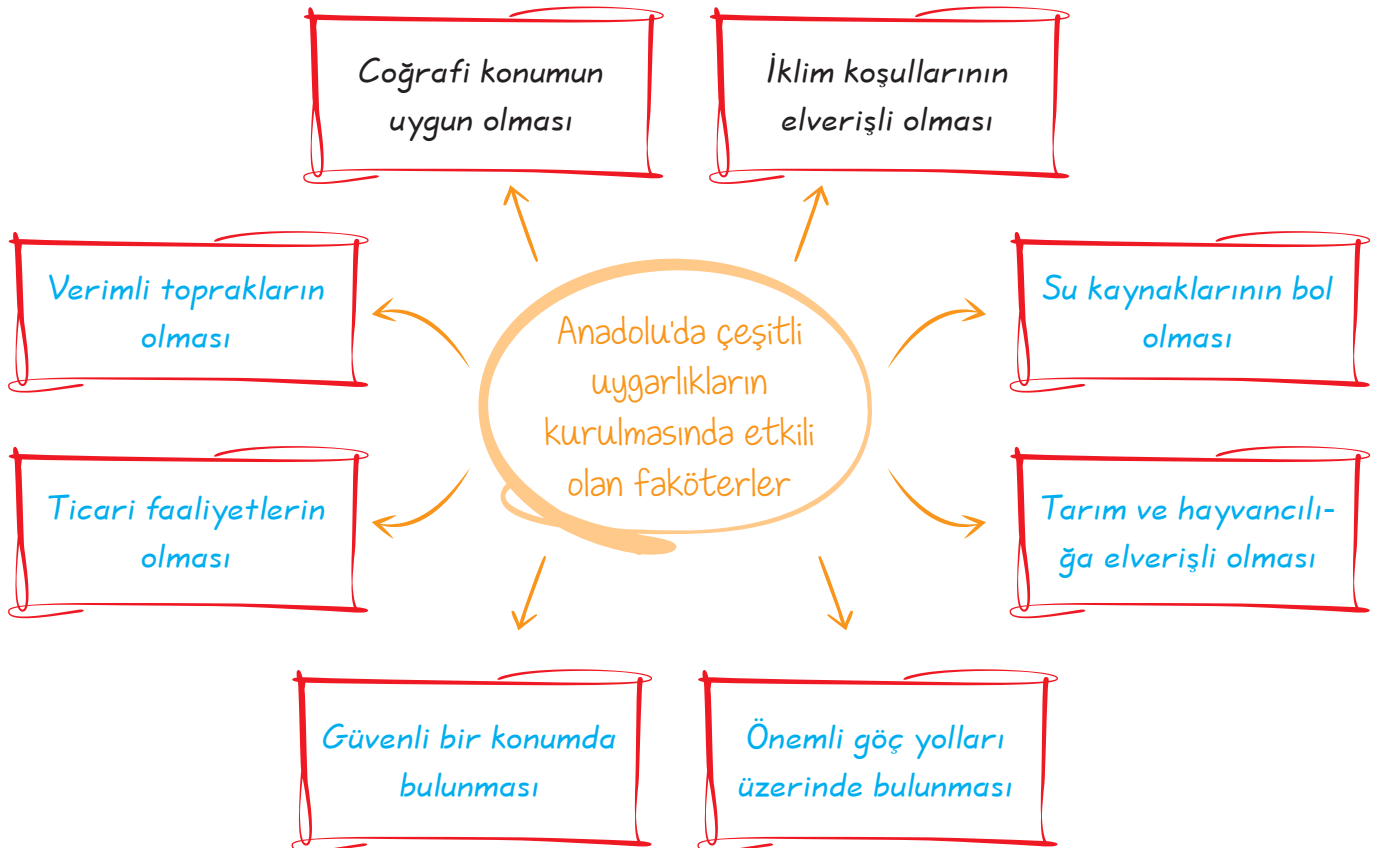 Coğrafi konumun
uygun olması
İklim koşullarının
elverişli olması
Verimli toprakların
olması
Su kaynaklarının bol
olması
Anadolu'da çeşitli
uygarlıkların
kurulmasında etkili
olan faköterler
Ticari faaliyetlerin
olması
Tarım ve hayvancılı-
ğa elverişli olması
Güvenli bir konumda
bulunması
Önemli göç yolları
üzerinde bulunması